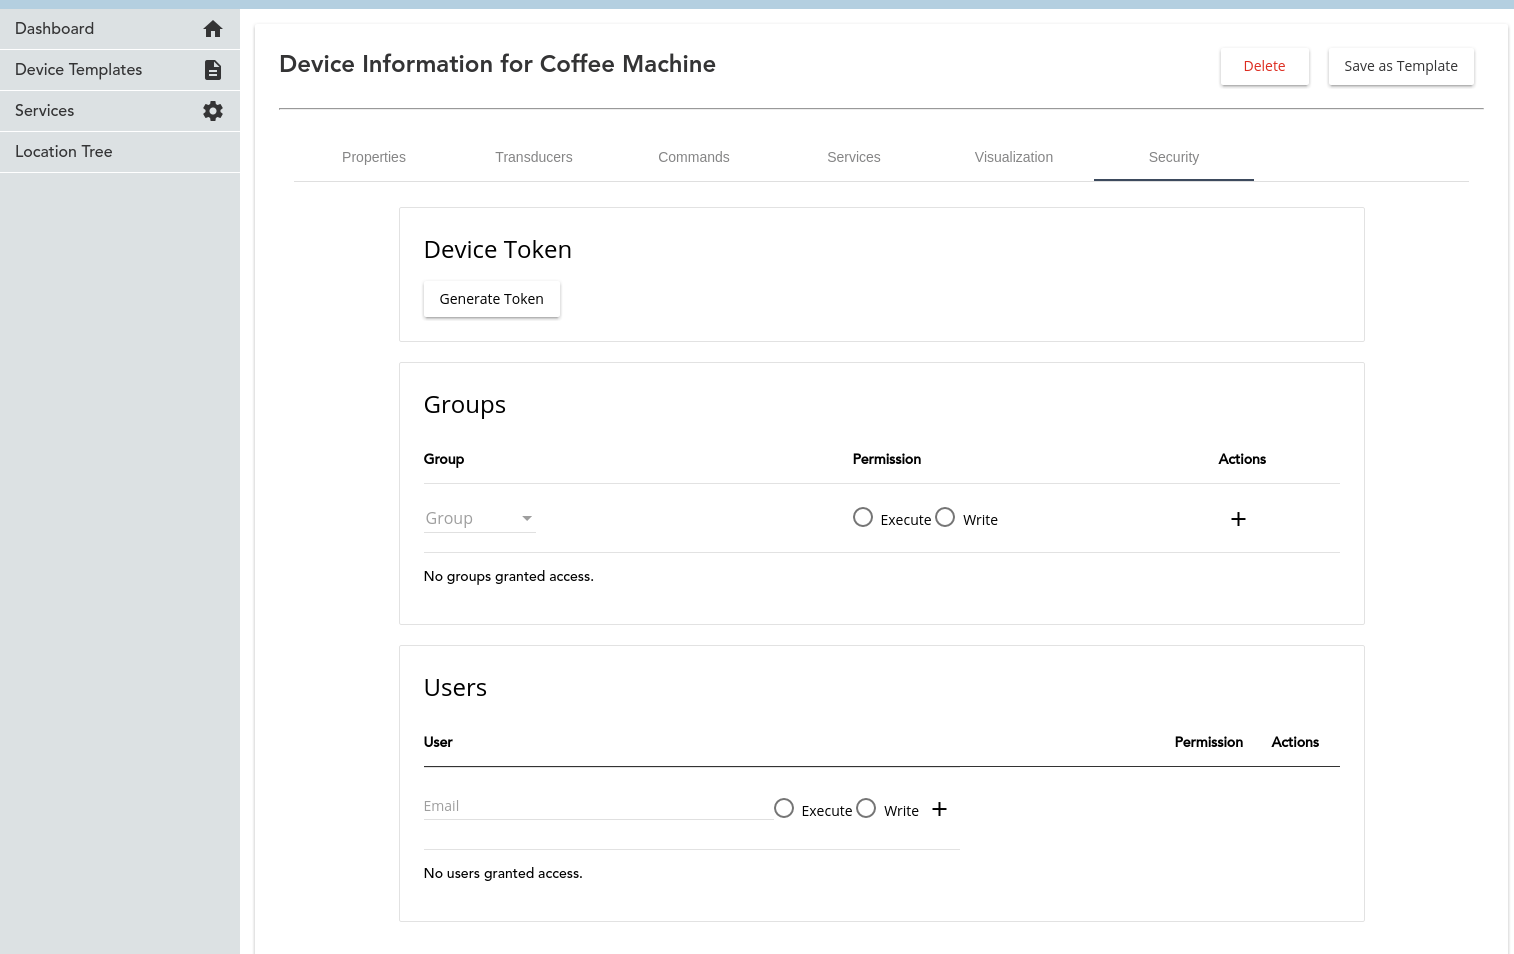 Dashboard
Device Templates
Services
Location Tree
Device Information for Coffee Machine
Delete
Save as Template
Properties Transducers Commands Services Visualization Security
Device Token
Generate Token
Groups
Group Permission Actions
Group Execute Write
No groups granted access.
Users
User Permission Actions
Email Execute Write
No users granted access.